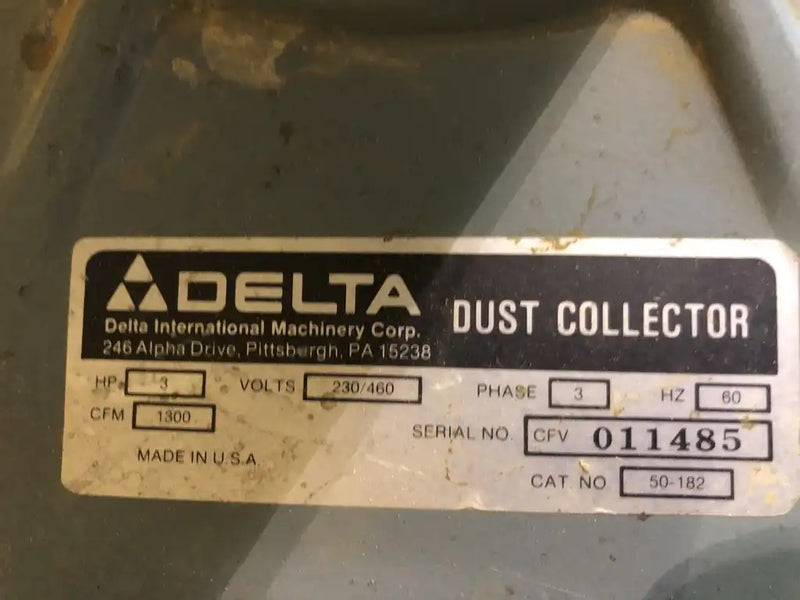 DELTA
Delta International Machinery Corp.
246 Alpha Drive, Pittsburgh, PA 15238
DUST COLLECTOR
HP 3 VOLTS 230/460 PHASE 3 HZ 60
CFM 1300
SERIAL NO. CFV 011485
MADE IN U.S.A.
CAT. NO 50-182